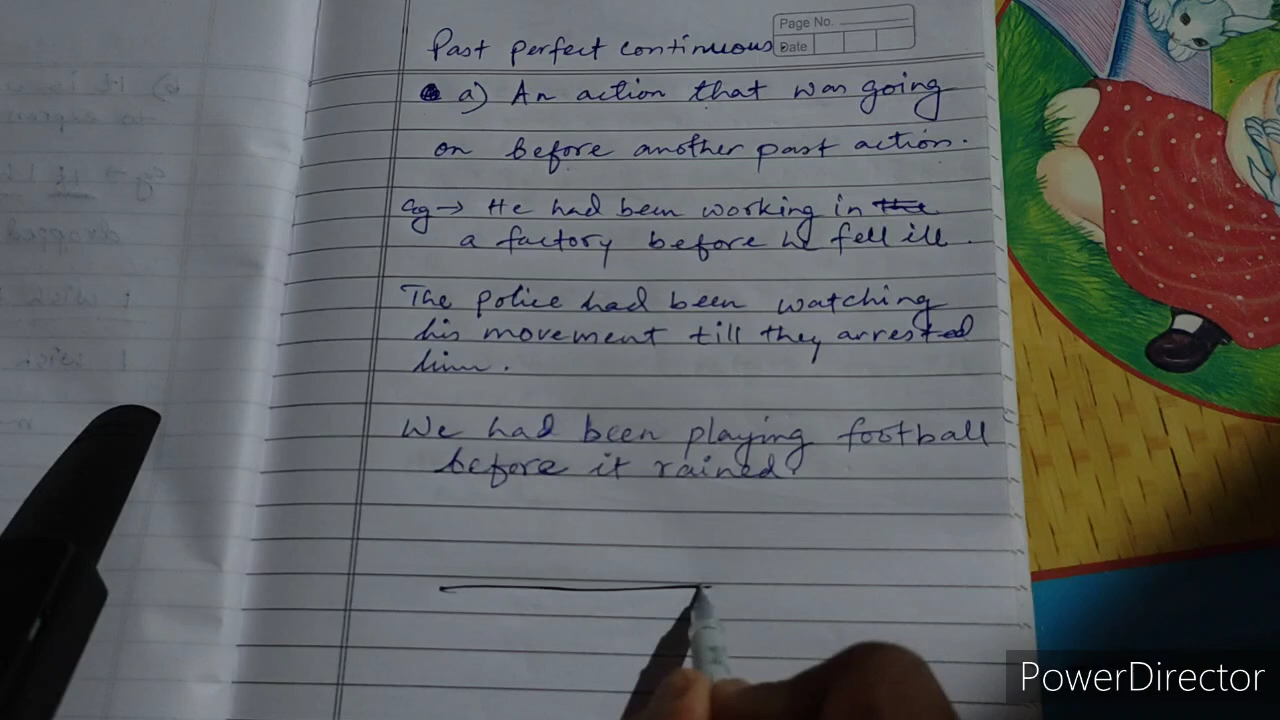 Page No.
Date
Past perfect continuous
a) An action that was going
on before another past action.
eg → He had been working in the
a factory before he fell ill.
The police had been watching
his movement till they arrested
him.
We had been playing football
before it rained.
PowerDirector